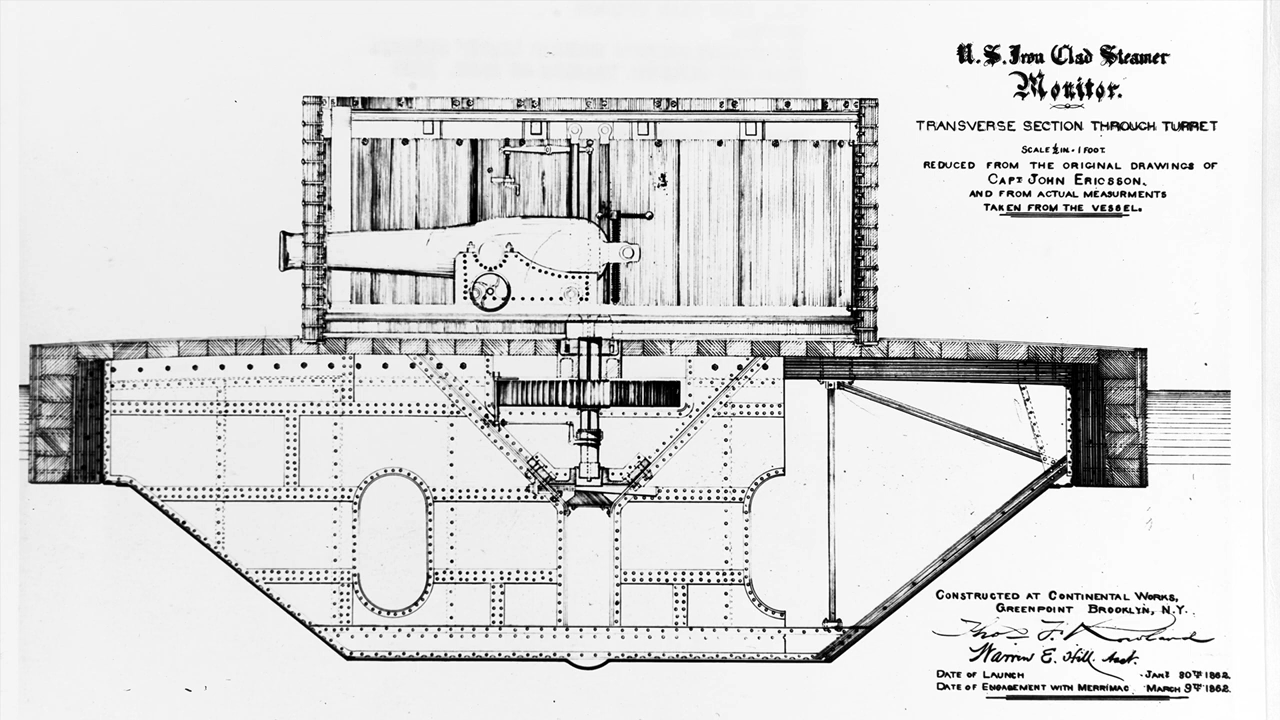 U.S. Iron Clad Steamer
Monitor.
TRANSVERSE SECTION THROUGH TURRET
SCALE ½ IN. = 1 FOOT.
REDUCED FROM THE ORIGINAL DRAWINGS OF
CAPT. JOHN ERICSSON,
AND FROM ACTUAL MEASURMENTS
TAKEN FROM THE VESSEL.
CONSTRUCTED AT CONTINENTAL WORKS,
GREENPOINT BROOKLYN, N.Y.
Thos. F. Rowland
Warren E. Hill. Asst.
DATE OF LAUNCH JANY 30TH 1862.
DATE OF ENGAGEMENT WITH MERRIMAC MARCH 9TH 1862.